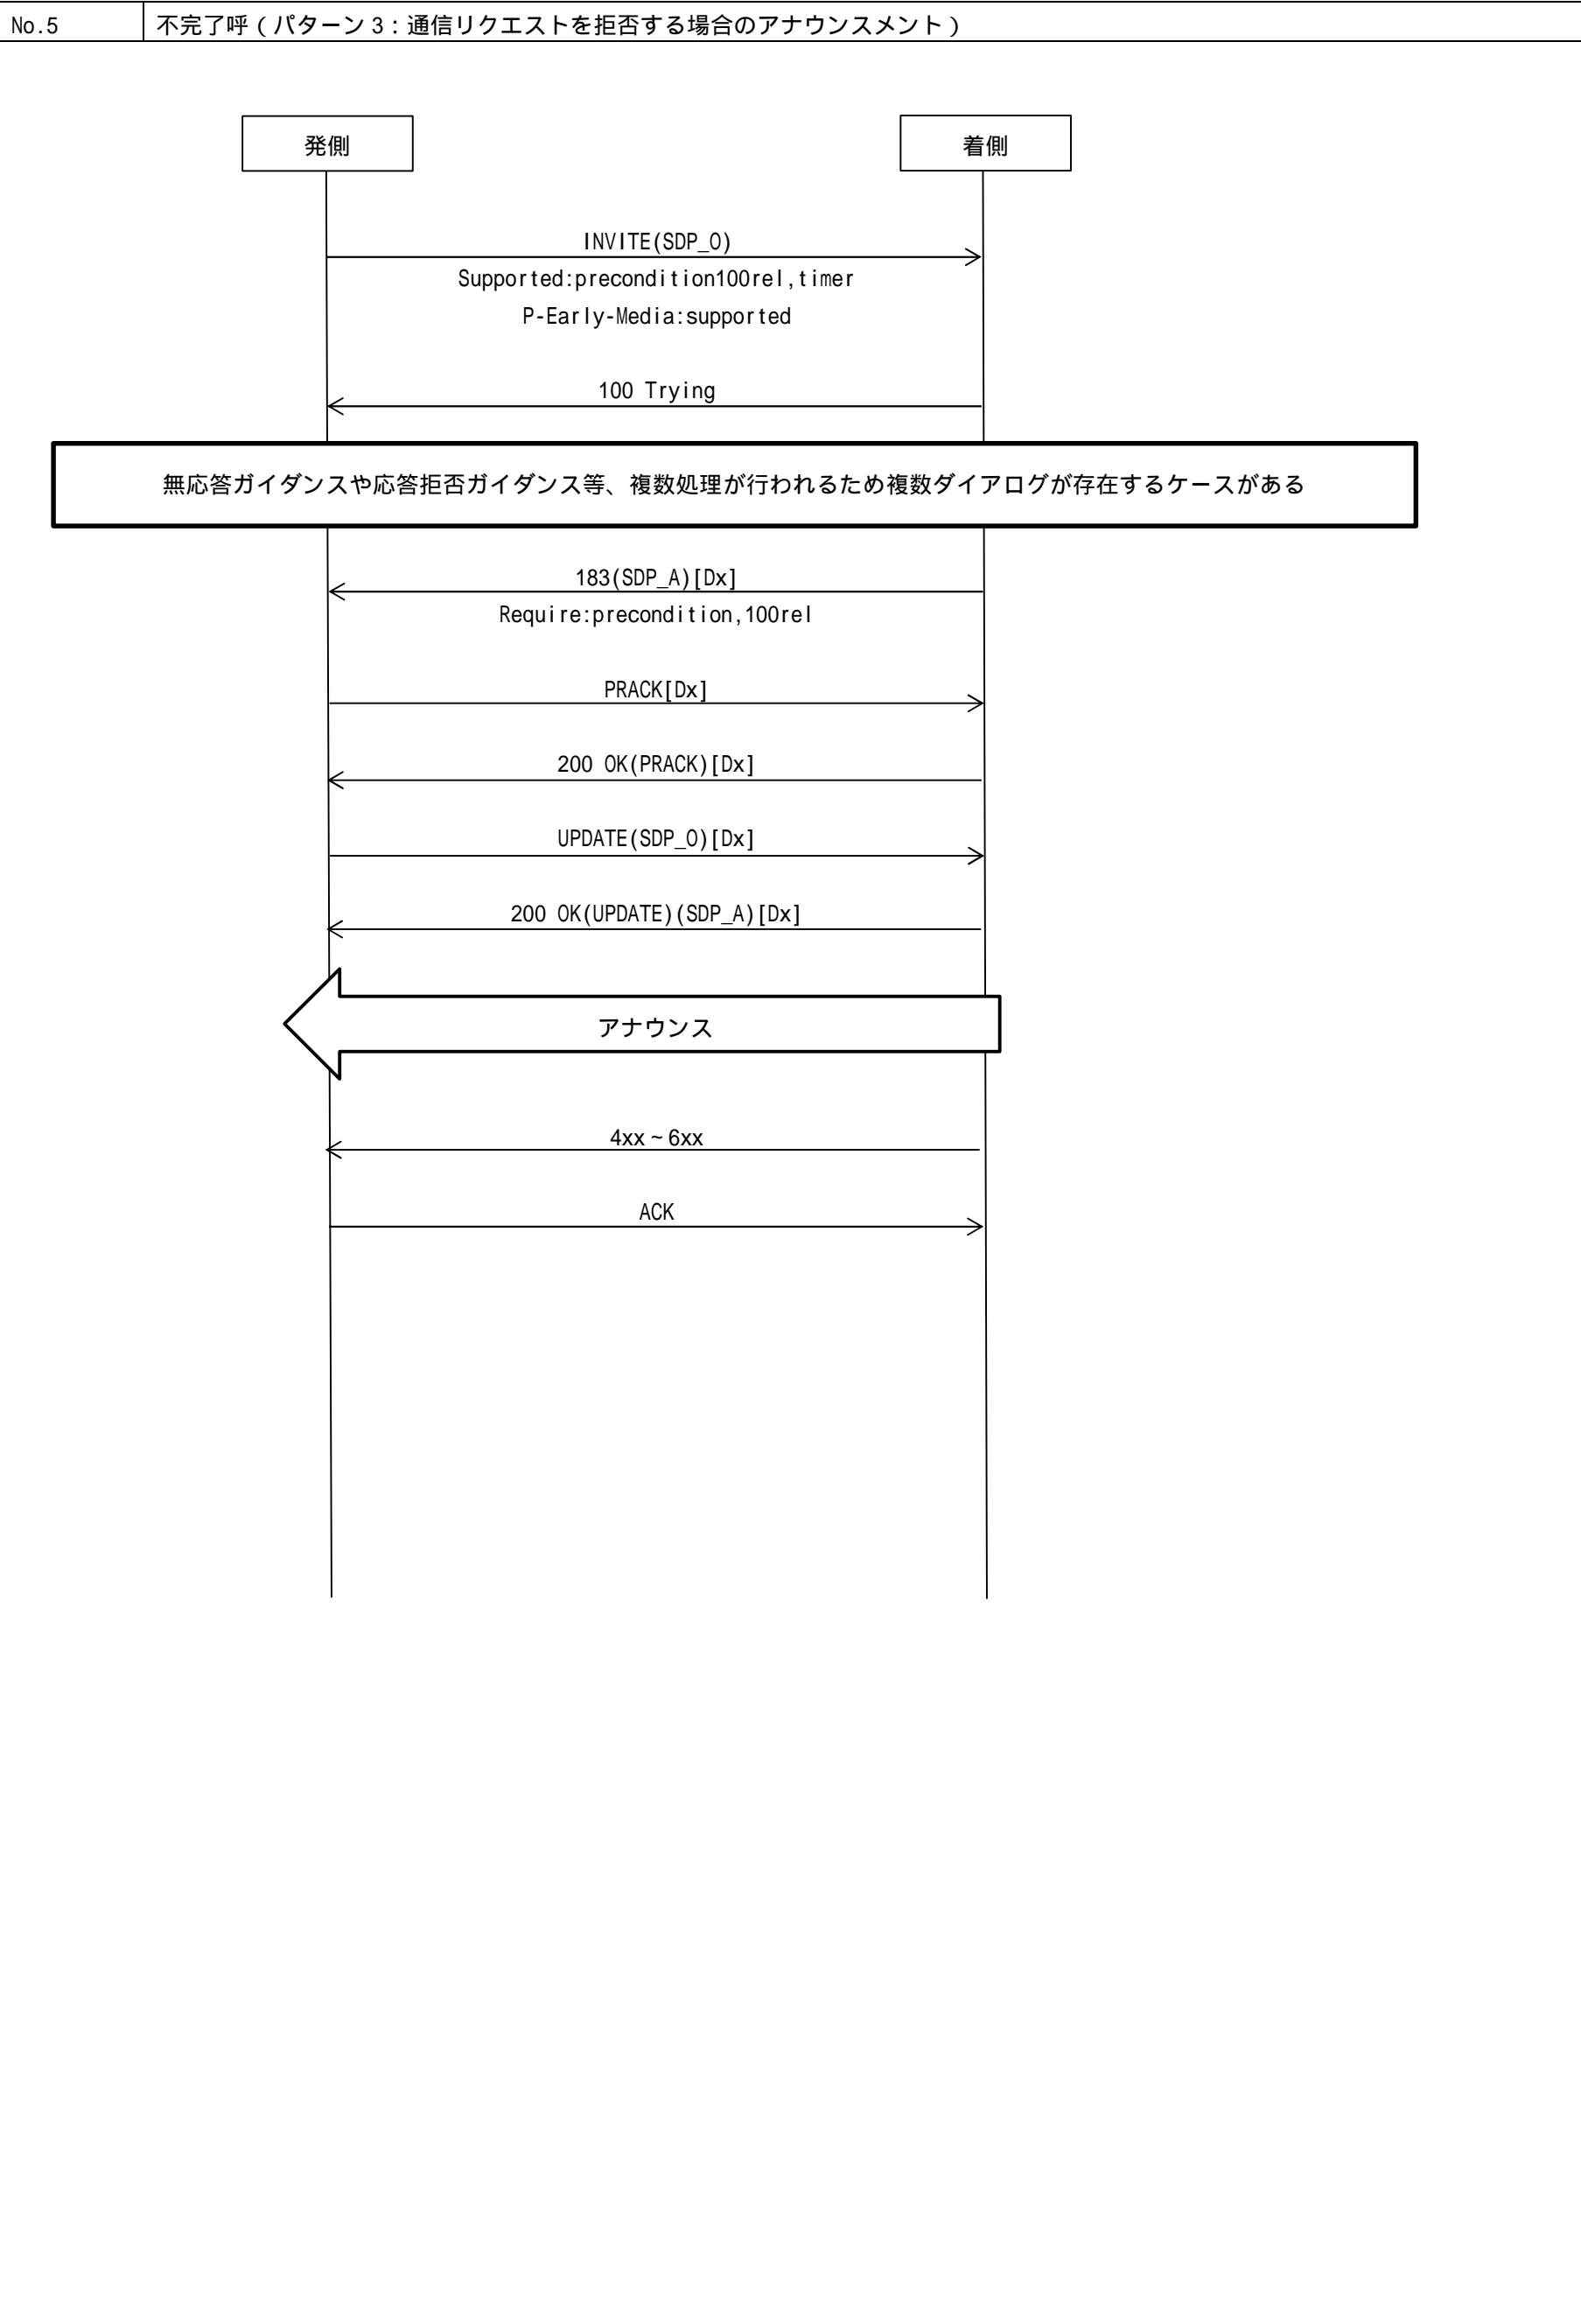 No.5 不完了呼（パターン3：通信リクエストを拒否する場合のアナウンスメント）
発側 着側
INVITE(SDP_O)
Supported:precondition100rel,timer
P-Early-Media:supported
100 Trying
無応答ガイダンスや応答拒否ガイダンス等、複数処理が行われるため複数ダイアログが存在するケースがある
183(SDP_A)[Dx]
Require:precondition,100rel
PRACK[Dx]
200 OK(PRACK)[Dx]
UPDATE(SDP_O)[Dx]
200 OK(UPDATE)(SDP_A)[Dx]
アナウンス
4xx～6xx
ACK